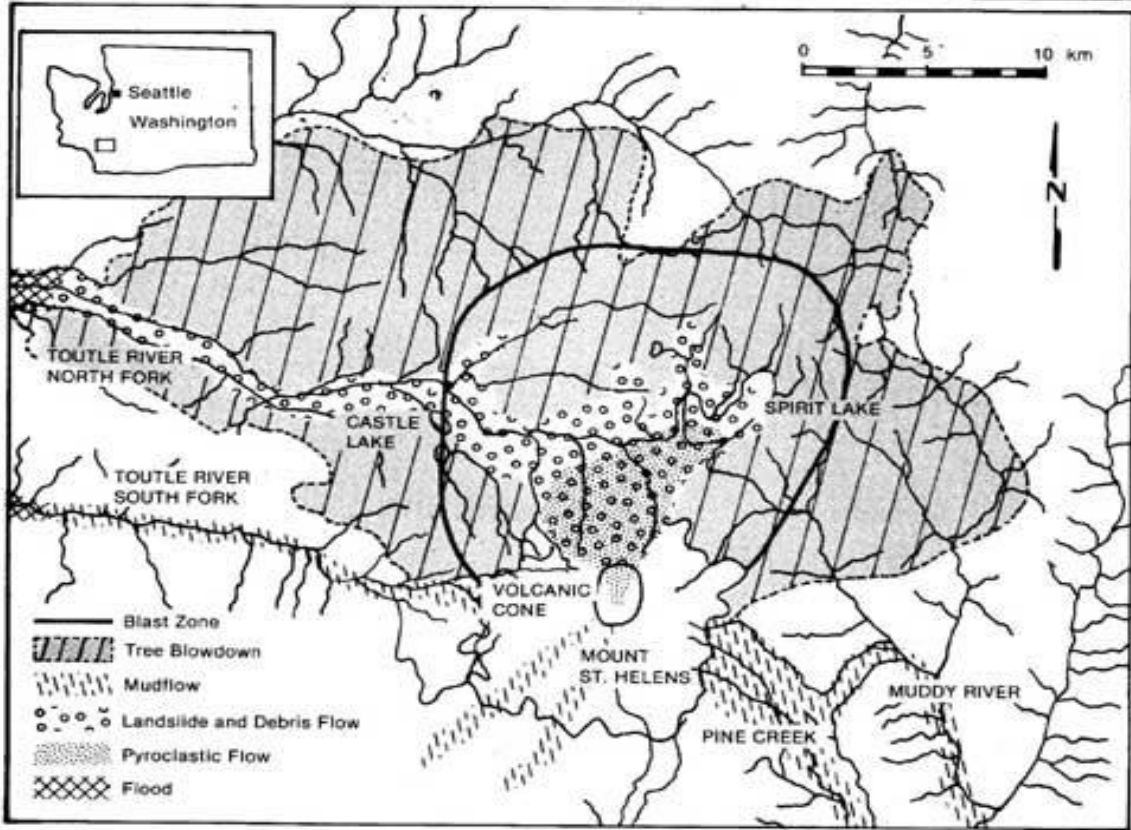 Seattle
Washington
0 5 10 km
N
TOUTLE RIVER
NORTH FORK
CASTLE
LAKE
SPIRIT LAKE
TOUTLE RIVER
SOUTH FORK
VOLCANIC
CONE
MOUNT
ST. HELENS
MUDDY RIVER
PINE CREEK
Blast Zone
Tree Blowdown
Mudflow
Landslide and Debris Flow
Pyroclastic Flow
Flood